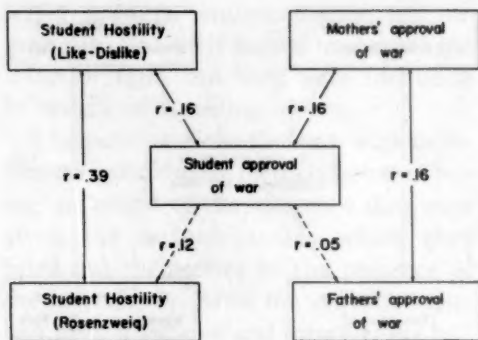 Student Hostility
(Like-Dislike)
Mothers' approval
of war
r=.16
r=.16
Student approval
of war
r=.39
r=.16
r=.12
r=.05
Student Hostility
(Rosenzweig)
Fathers' approval
of war